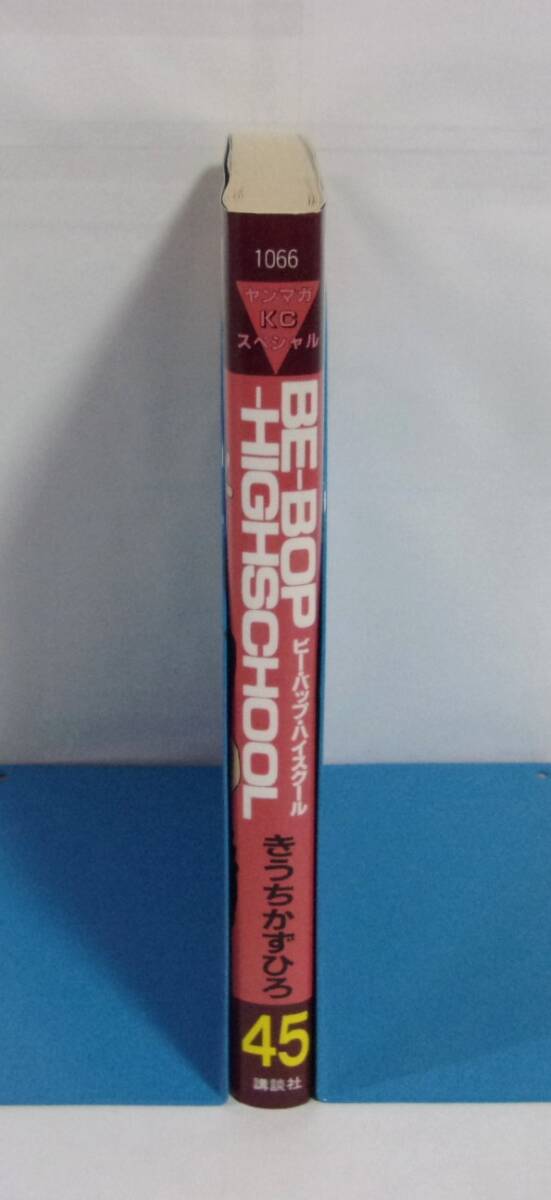 1066
ヤンマガ
KC
スペシャル
BE-BOP
-HIGHSCHOOL
ビー・バップ・ハイスクール
きうちかずひろ
45
講談社